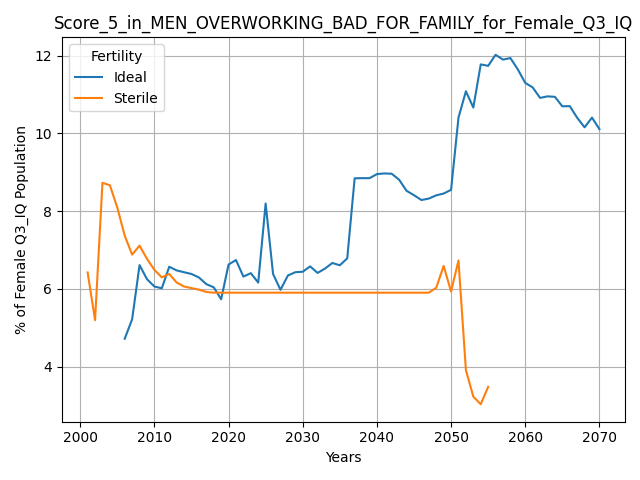 Score_5_in_MEN_OVERWORKING_BAD_FOR_FAMILY_for_Female_Q3_IQ
Fertility
Ideal
Sterile
% of Female Q3_IQ Population
12
10
8
6
4
2000 2010 2020 2030 2040 2050 2060 2070
Years